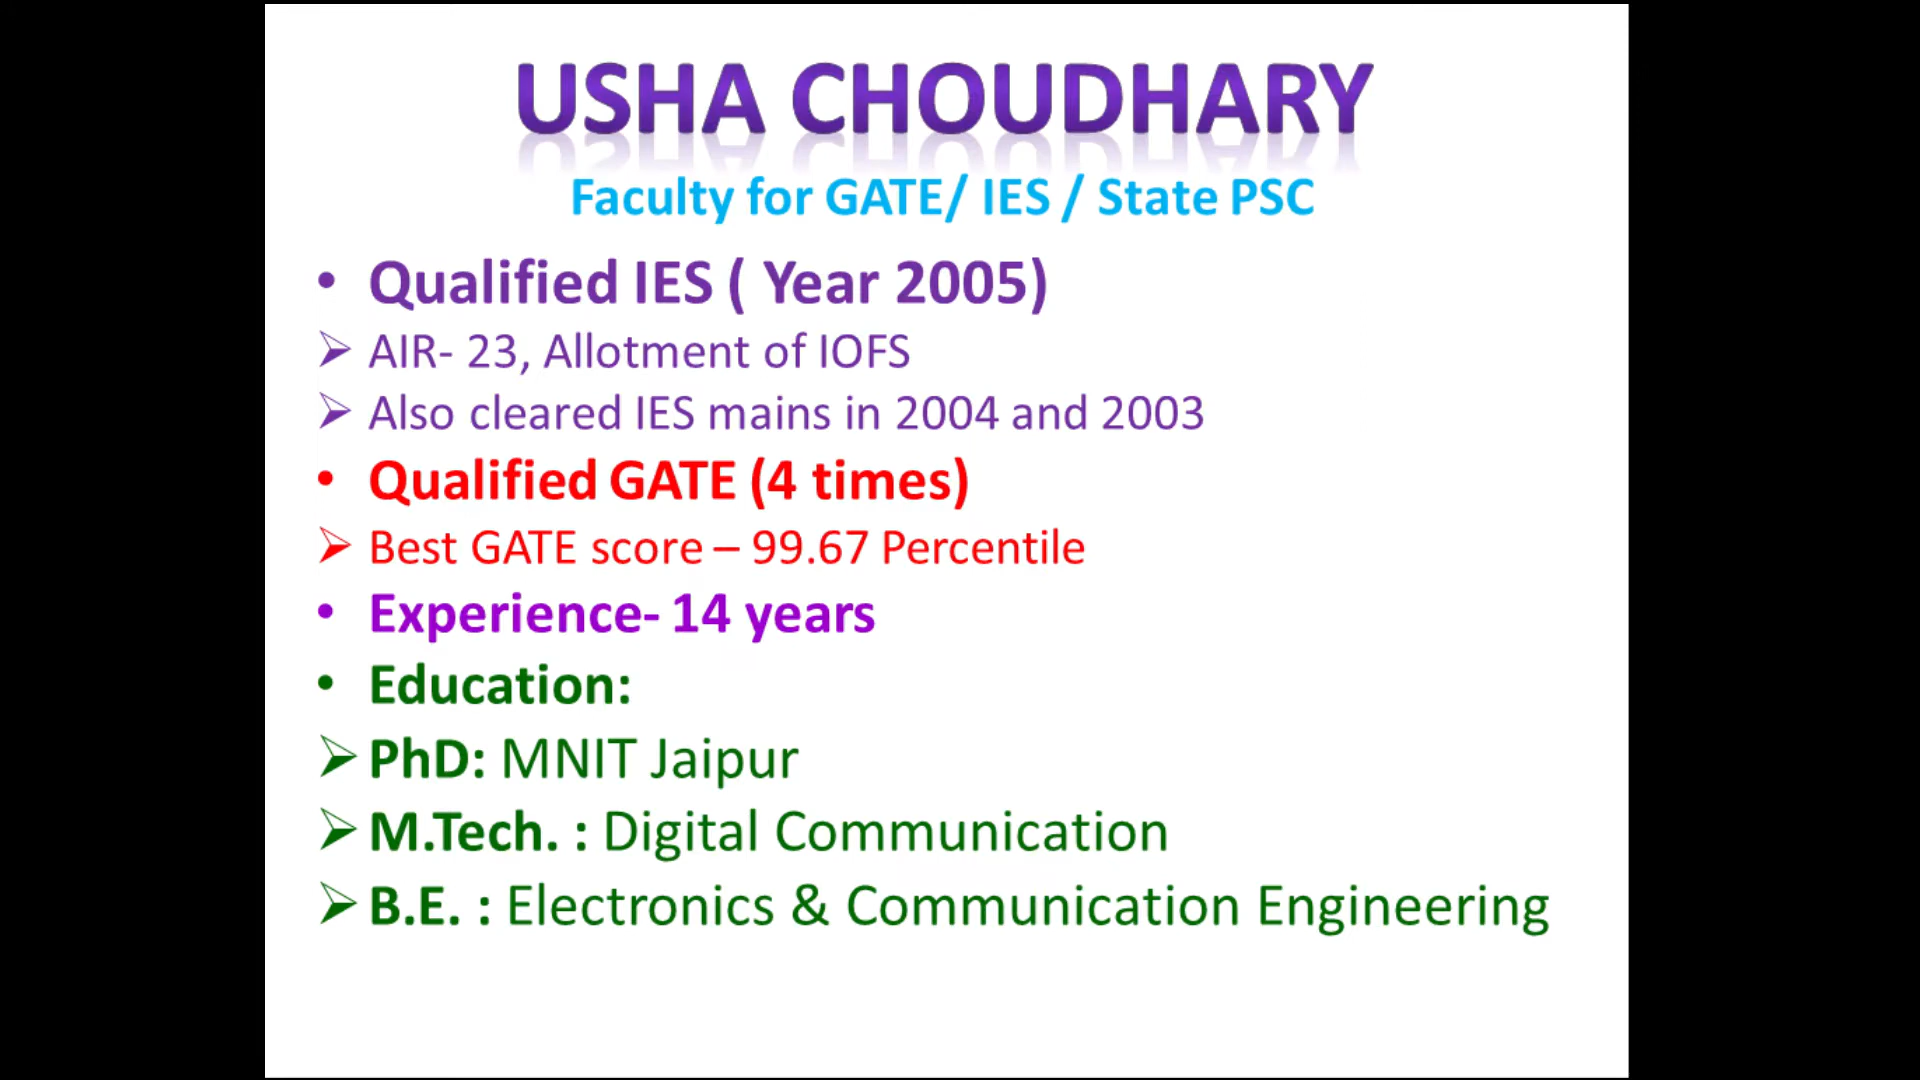 USHA CHOUDHARY
Faculty for GATE/ IES / State PSC
• Qualified IES ( Year 2005)
➢ AIR- 23, Allotment of IOFS
➢ Also cleared IES mains in 2004 and 2003
• Qualified GATE (4 times)
➢ Best GATE score – 99.67 Percentile
• Experience- 14 years
• Education:
➢ PhD: MNIT Jaipur
➢ M.Tech. : Digital Communication
➢ B.E. : Electronics & Communication Engineering